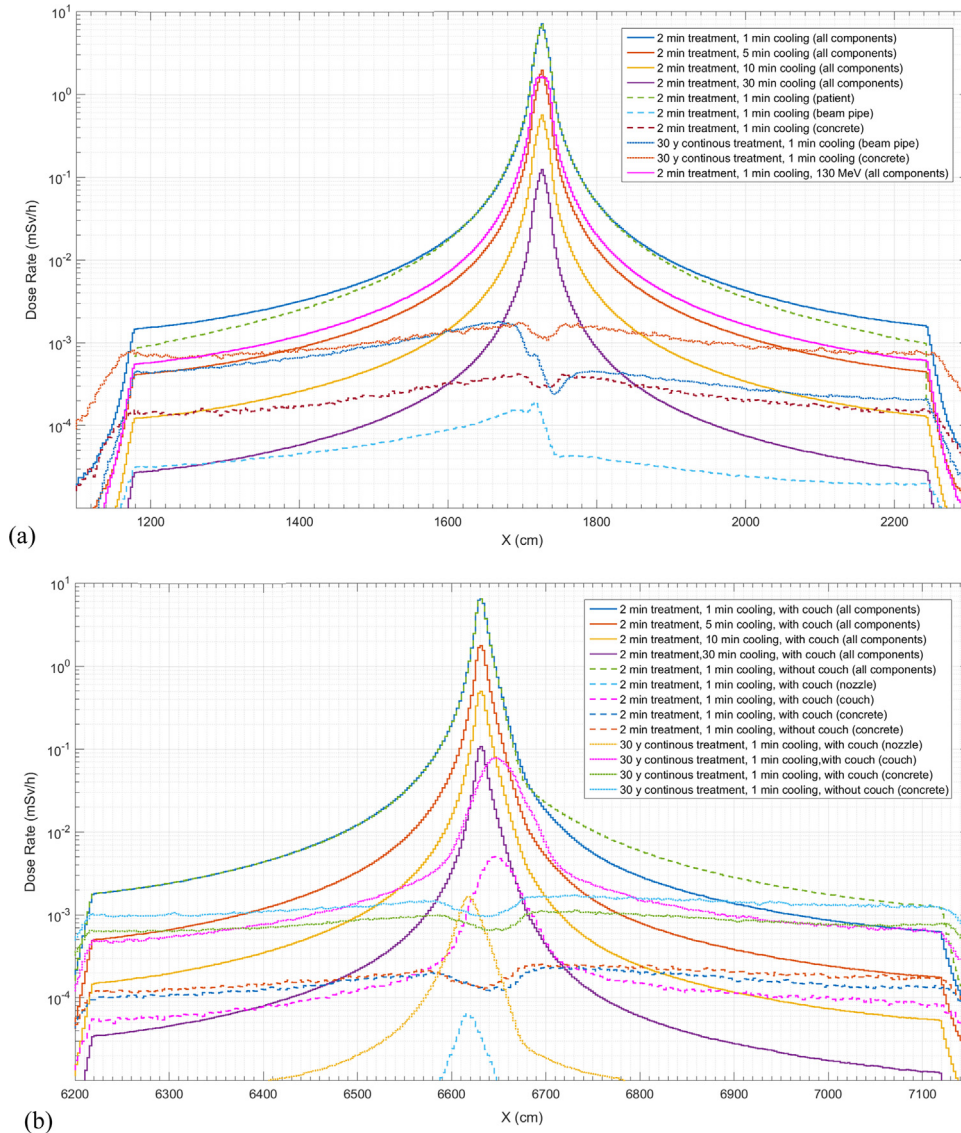 10^1
10^0
10^-1
10^-2
10^-3
10^-4
Dose Rate (mSv/h)
2 min treatment, 1 min cooling (all components)
2 min treatment, 5 min cooling (all components)
2 min treatment, 10 min cooling (all components)
2 min treatment, 30 min cooling (all components)
2 min treatment, 1 min cooling (patient)
2 min treatment, 1 min cooling (beam pipe)
2 min treatment, 1 min cooling (concrete)
30 y continous treatment, 1 min cooling (beam pipe)
30 y continous treatment, 1 min cooling (concrete)
2 min treatment, 1 min cooling, 130 MeV (all components)
1200 1400 1600 1800 2000 2200
X (cm)
(a)
10^1
10^0
10^-1
10^-2
10^-3
10^-4
Dose Rate (mSv/h)
2 min treatment, 1 min cooling, with couch (all components)
2 min treatment, 5 min cooling, with couch (all components)
2 min treatment, 10 min cooling, with couch (all components)
2 min treatment,30 min cooling, with couch (all components)
2 min treatment, 1 min cooling, without couch (all components)
2 min treatment, 1 min cooling, with couch (nozzle)
2 min treatment, 1 min cooling, with couch (couch)
2 min treatment, 1 min cooling, with couch (concrete)
2 min treatment, 1 min cooling, without couch (concrete)
30 y continous treatment, 1 min cooling, with couch (nozzle)
30 y continous treatment, 1 min cooling,with couch (couch)
30 y continous treatment, 1 min cooling, with couch (concrete)
30 y continous treatment, 1 min cooling, without couch (concrete)
6200 6300 6400 6500 6600 6700 6800 6900 7000 7100
X (cm)
(b)